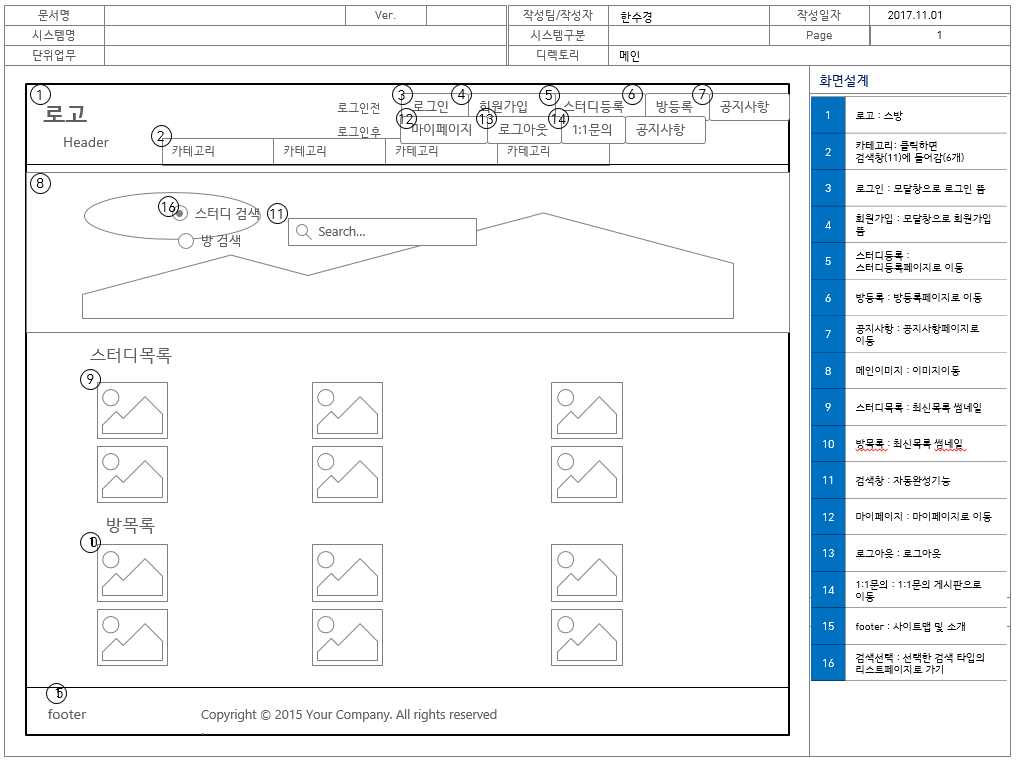 문서명 Ver. 작성팀/작성자 한수경 작성일자 2017.11.01
시스템명 시스템구분 Page 1
단위업무 디렉토리 메인
화면설계
1
로고
Header
로그인전 3 로그인 4 회원가입 5 스터디등록 6 방등록 7 공지사항
로그인후 12 마이페이지 13 로그아웃 14 1:1문의 공지사항
2 카테고리 카테고리 카테고리 카테고리
8
16 스터디 검색
방 검색
11 Search...
스터디목록
9
방목록
10
15
footer Copyright © 2015 Your Company. All rights reserved
.
1 로고 : 스방
2 카테고리: 클릭하면
검색창(11)에 들어감(6개)
3 로그인 : 모달창으로 로그인 뜸
4 회원가입 : 모달창으로 회원가입
뜸
5 스터디등록 :
스터디등록페이지로 이동
6 방등록 : 방등록페이지로 이동
7 공지사항 : 공지사항페이지로
이동
8 메인이미지 : 이미지이동
9 스터디목록 : 최신목록 썸네일
10 방목록 : 최신목록 썸네일
11 검색창 : 자동완성기능
12 마이페이지 : 마이페이지로 이동
13 로그아웃 : 로그아웃
14 1:1문의 : 1:1문의 게시판으로
이동
15 footer : 사이트맵 및 소개
16 검색선택 : 선택한 검색 타입의
리스트페이지로 가기